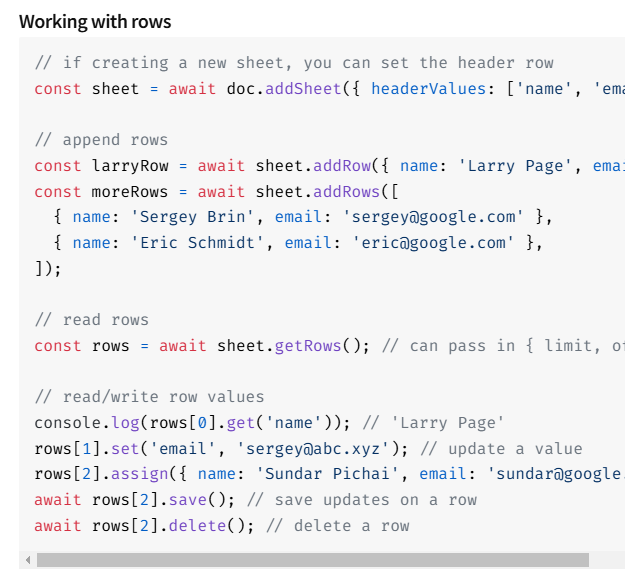 Working with rows
// if creating a new sheet, you can set the header row
const sheet = await doc.addSheet({ headerValues: ['name',
// append rows
const larryRow = await sheet.addRow({ name: 'Larry Page',
const moreRows = await sheet.addRows([
{ name: 'Sergey Brin', email: 'sergey@google.com' },
{ name: 'Eric Schmidt', email: 'eric@google.com' },
]);
// read rows
const rows = await sheet.getRows(); // can pass in { limit,
// read/write row values
console.log(rows[0].get('name')); // 'Larry Page'
rows[1].set('email', 'sergey@abc.xyz'); // update a value
rows[2].assign({ name: 'Sundar Pichai', email: 'sundar@google.
await rows[2].save(); // save updates on a row
await rows[2].delete(); // delete a row